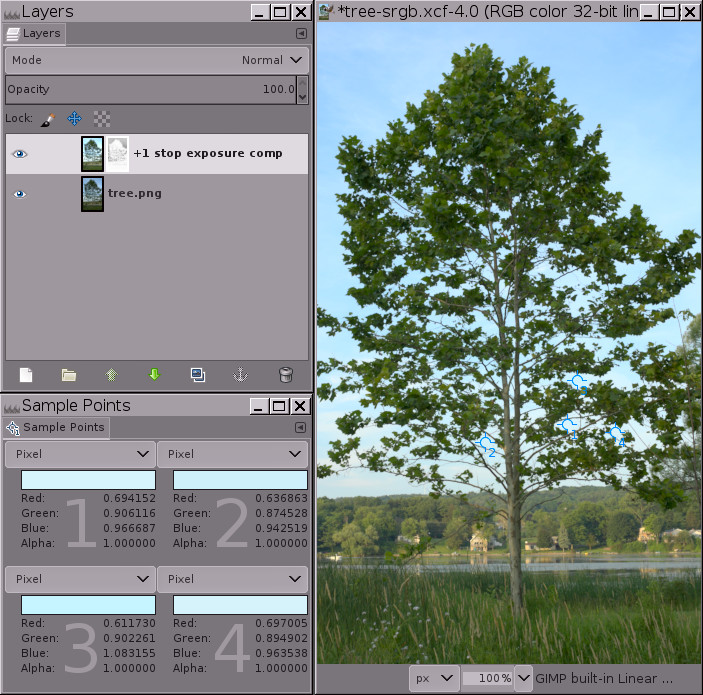 Layers
Layers
Mode Normal
Opacity 100.0
Lock:
+1 stop exposure comp
tree.png
Sample Points
Sample Points
Pixel Pixel
Red: 0.694152
Green: 0.906116
Blue: 0.966687
Alpha: 1.000000
1
Red: 0.636863
Green: 0.874528
Blue: 0.942519
Alpha: 1.000000
2
Pixel Pixel
Red: 0.611730
Green: 0.902261
Blue: 1.083155
Alpha: 1.000000
3
Red: 0.697005
Green: 0.894902
Blue: 0.963538
Alpha: 1.000000
4
*tree-srgb.xcf-4.0 (RGB color 32-bit lin
3
1
2
4
px 100% GIMP built-in Linear ...